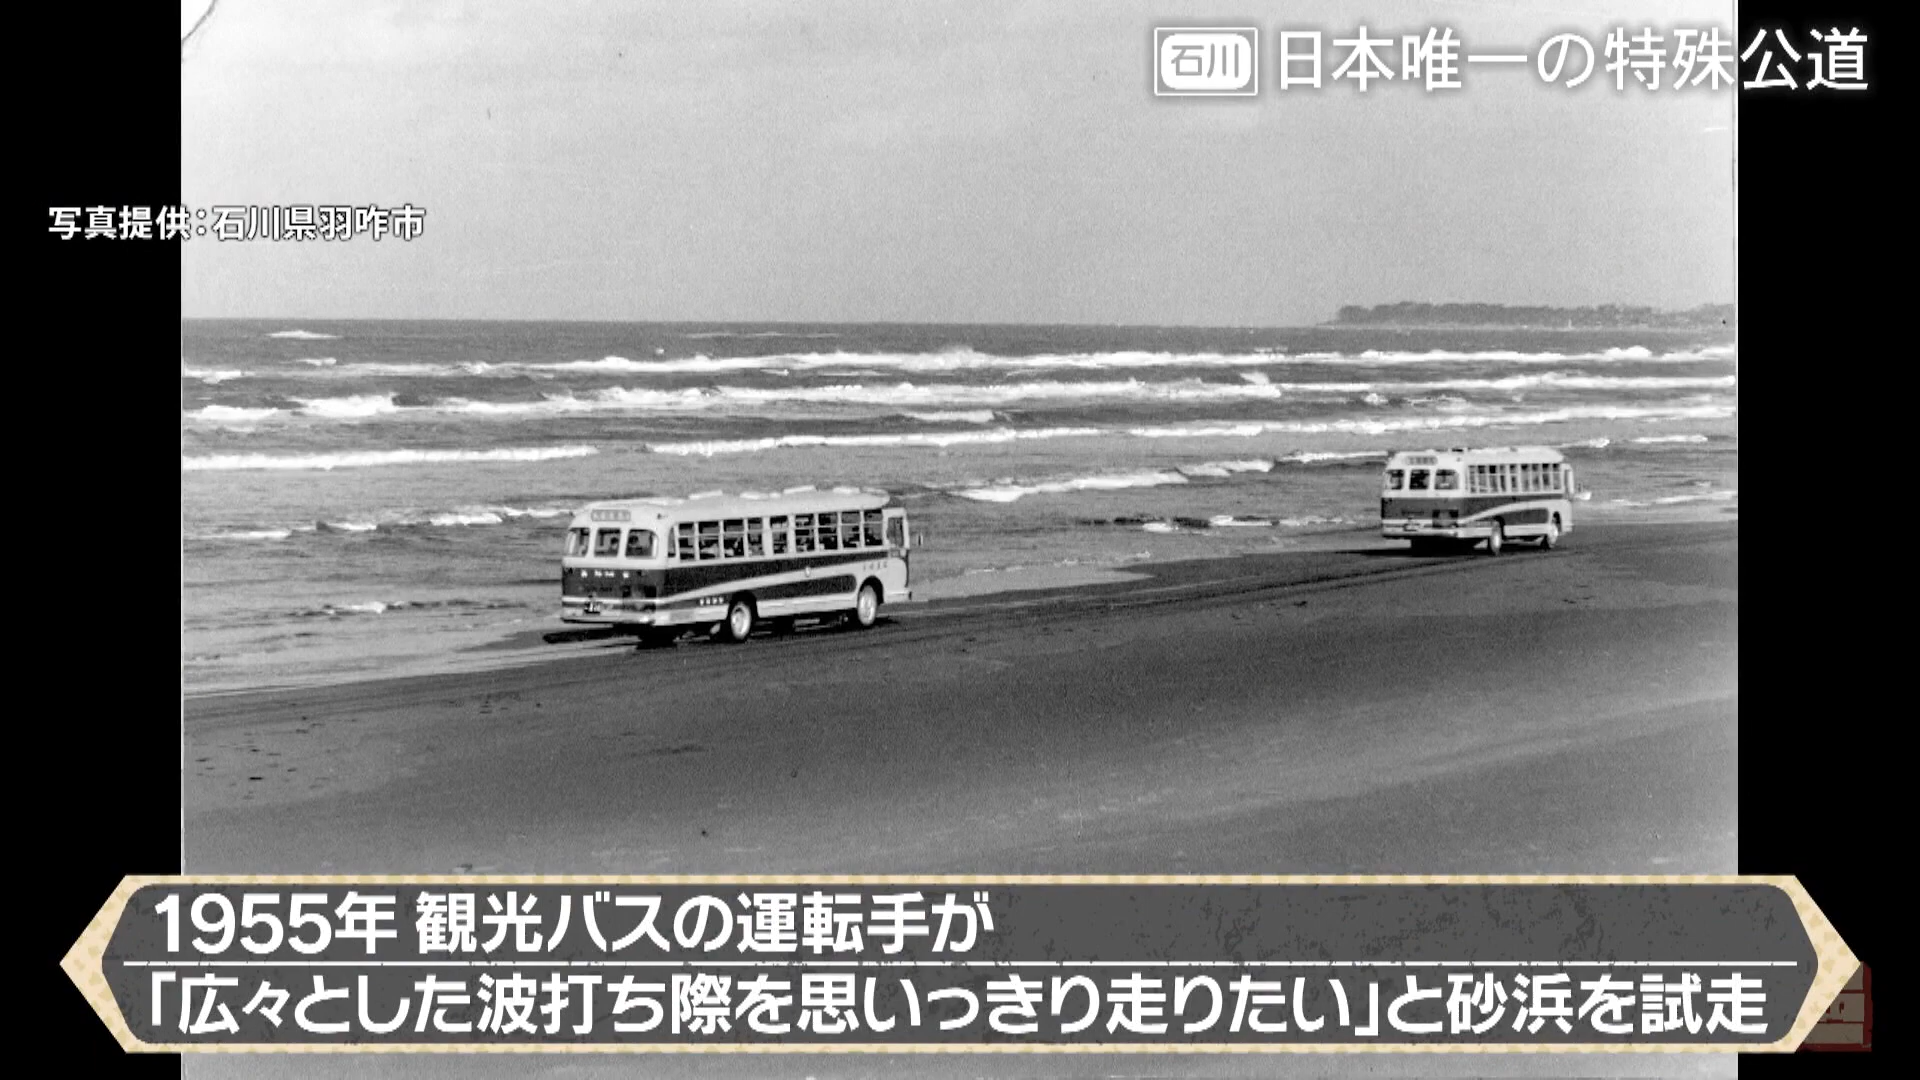 石川 日本唯一の特殊公道
写真提供:石川県羽咋市
1955年 観光バスの運転手が
「広々とした波打ち際を思いっきり走りたい」と砂浜を試走